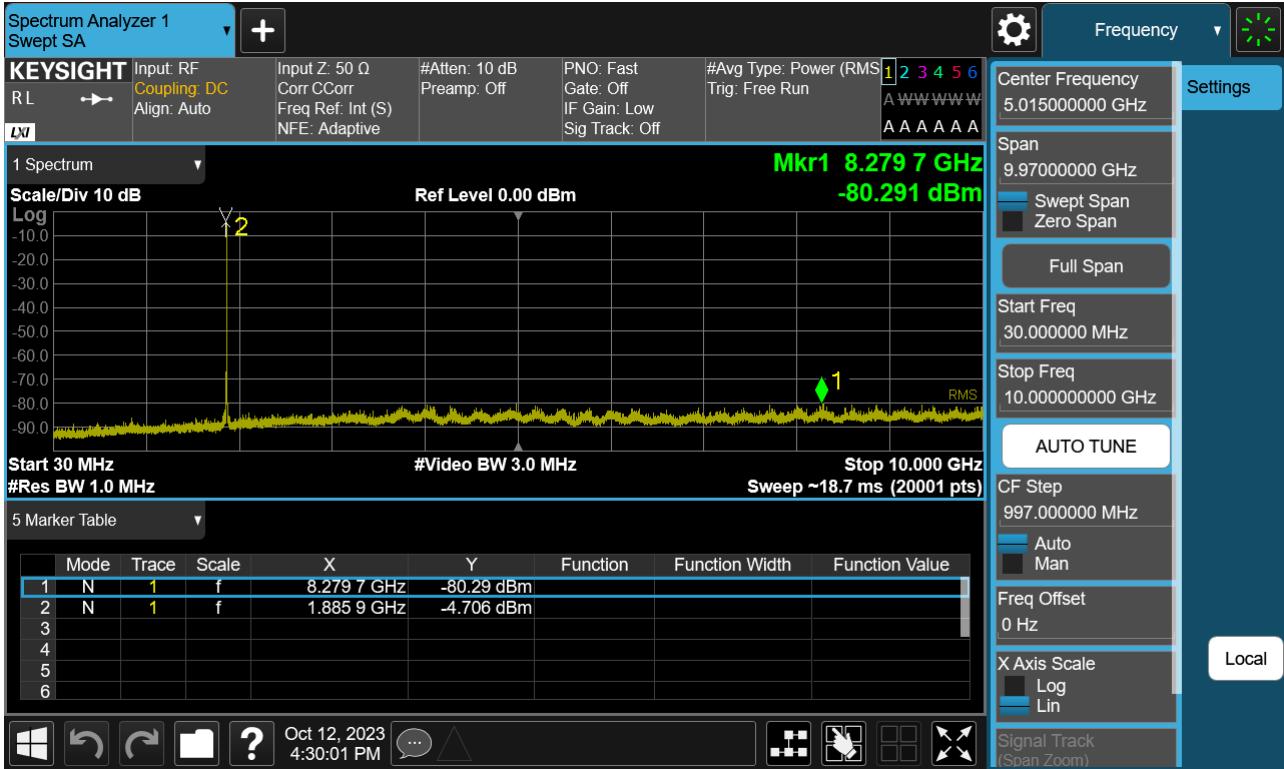 Spectrum Analyzer 1
Swept SA
Frequency
KEYSIGHT
R L
LXI
Input: RF
Coupling: DC
Align: Auto
Input Z: 50 Ω
Corr CCorr
Freq Ref: Int (S)
NFE: Adaptive
#Atten: 10 dB
Preamp: Off
PNO: Fast
Gate: Off
IF Gain: Low
Sig Track: Off
#Avg Type: Power (RMS
Trig: Free Run
1 2 3 4 5 6
A W W W W W
A A A A A A
1 Spectrum
Mkr1 8.279 7 GHz
-80.291 dBm
Scale/Div 10 dB
Ref Level 0.00 dBm
Log
-10.0
-20.0
-30.0
-40.0
-50.0
-60.0
-70.0
-80.0
-90.0
2
1
RMS
Start 30 MHz
#Video BW 3.0 MHz
Stop 10.000 GHz
#Res BW 1.0 MHz
Sweep ~18.7 ms (20001 pts)
5 Marker Table
Mode Trace Scale X Y Function Function Width Function Value
1 N 1 f 8.279 7 GHz -80.29 dBm
2 N 1 f 1.885 9 GHz -4.706 dBm
3
4
5
6
Oct 12, 2023
4:30:01 PM
?
Center Frequency
5.015000000 GHz
Span
9.97000000 GHz
Swept Span
Zero Span
Full Span
Start Freq
30.000000 MHz
Stop Freq
10.000000000 GHz
AUTO TUNE
CF Step
997.000000 MHz
Auto
Man
Freq Offset
0 Hz
X Axis Scale
Log
Lin
Signal Track
(Span Zoom)
Settings
Local